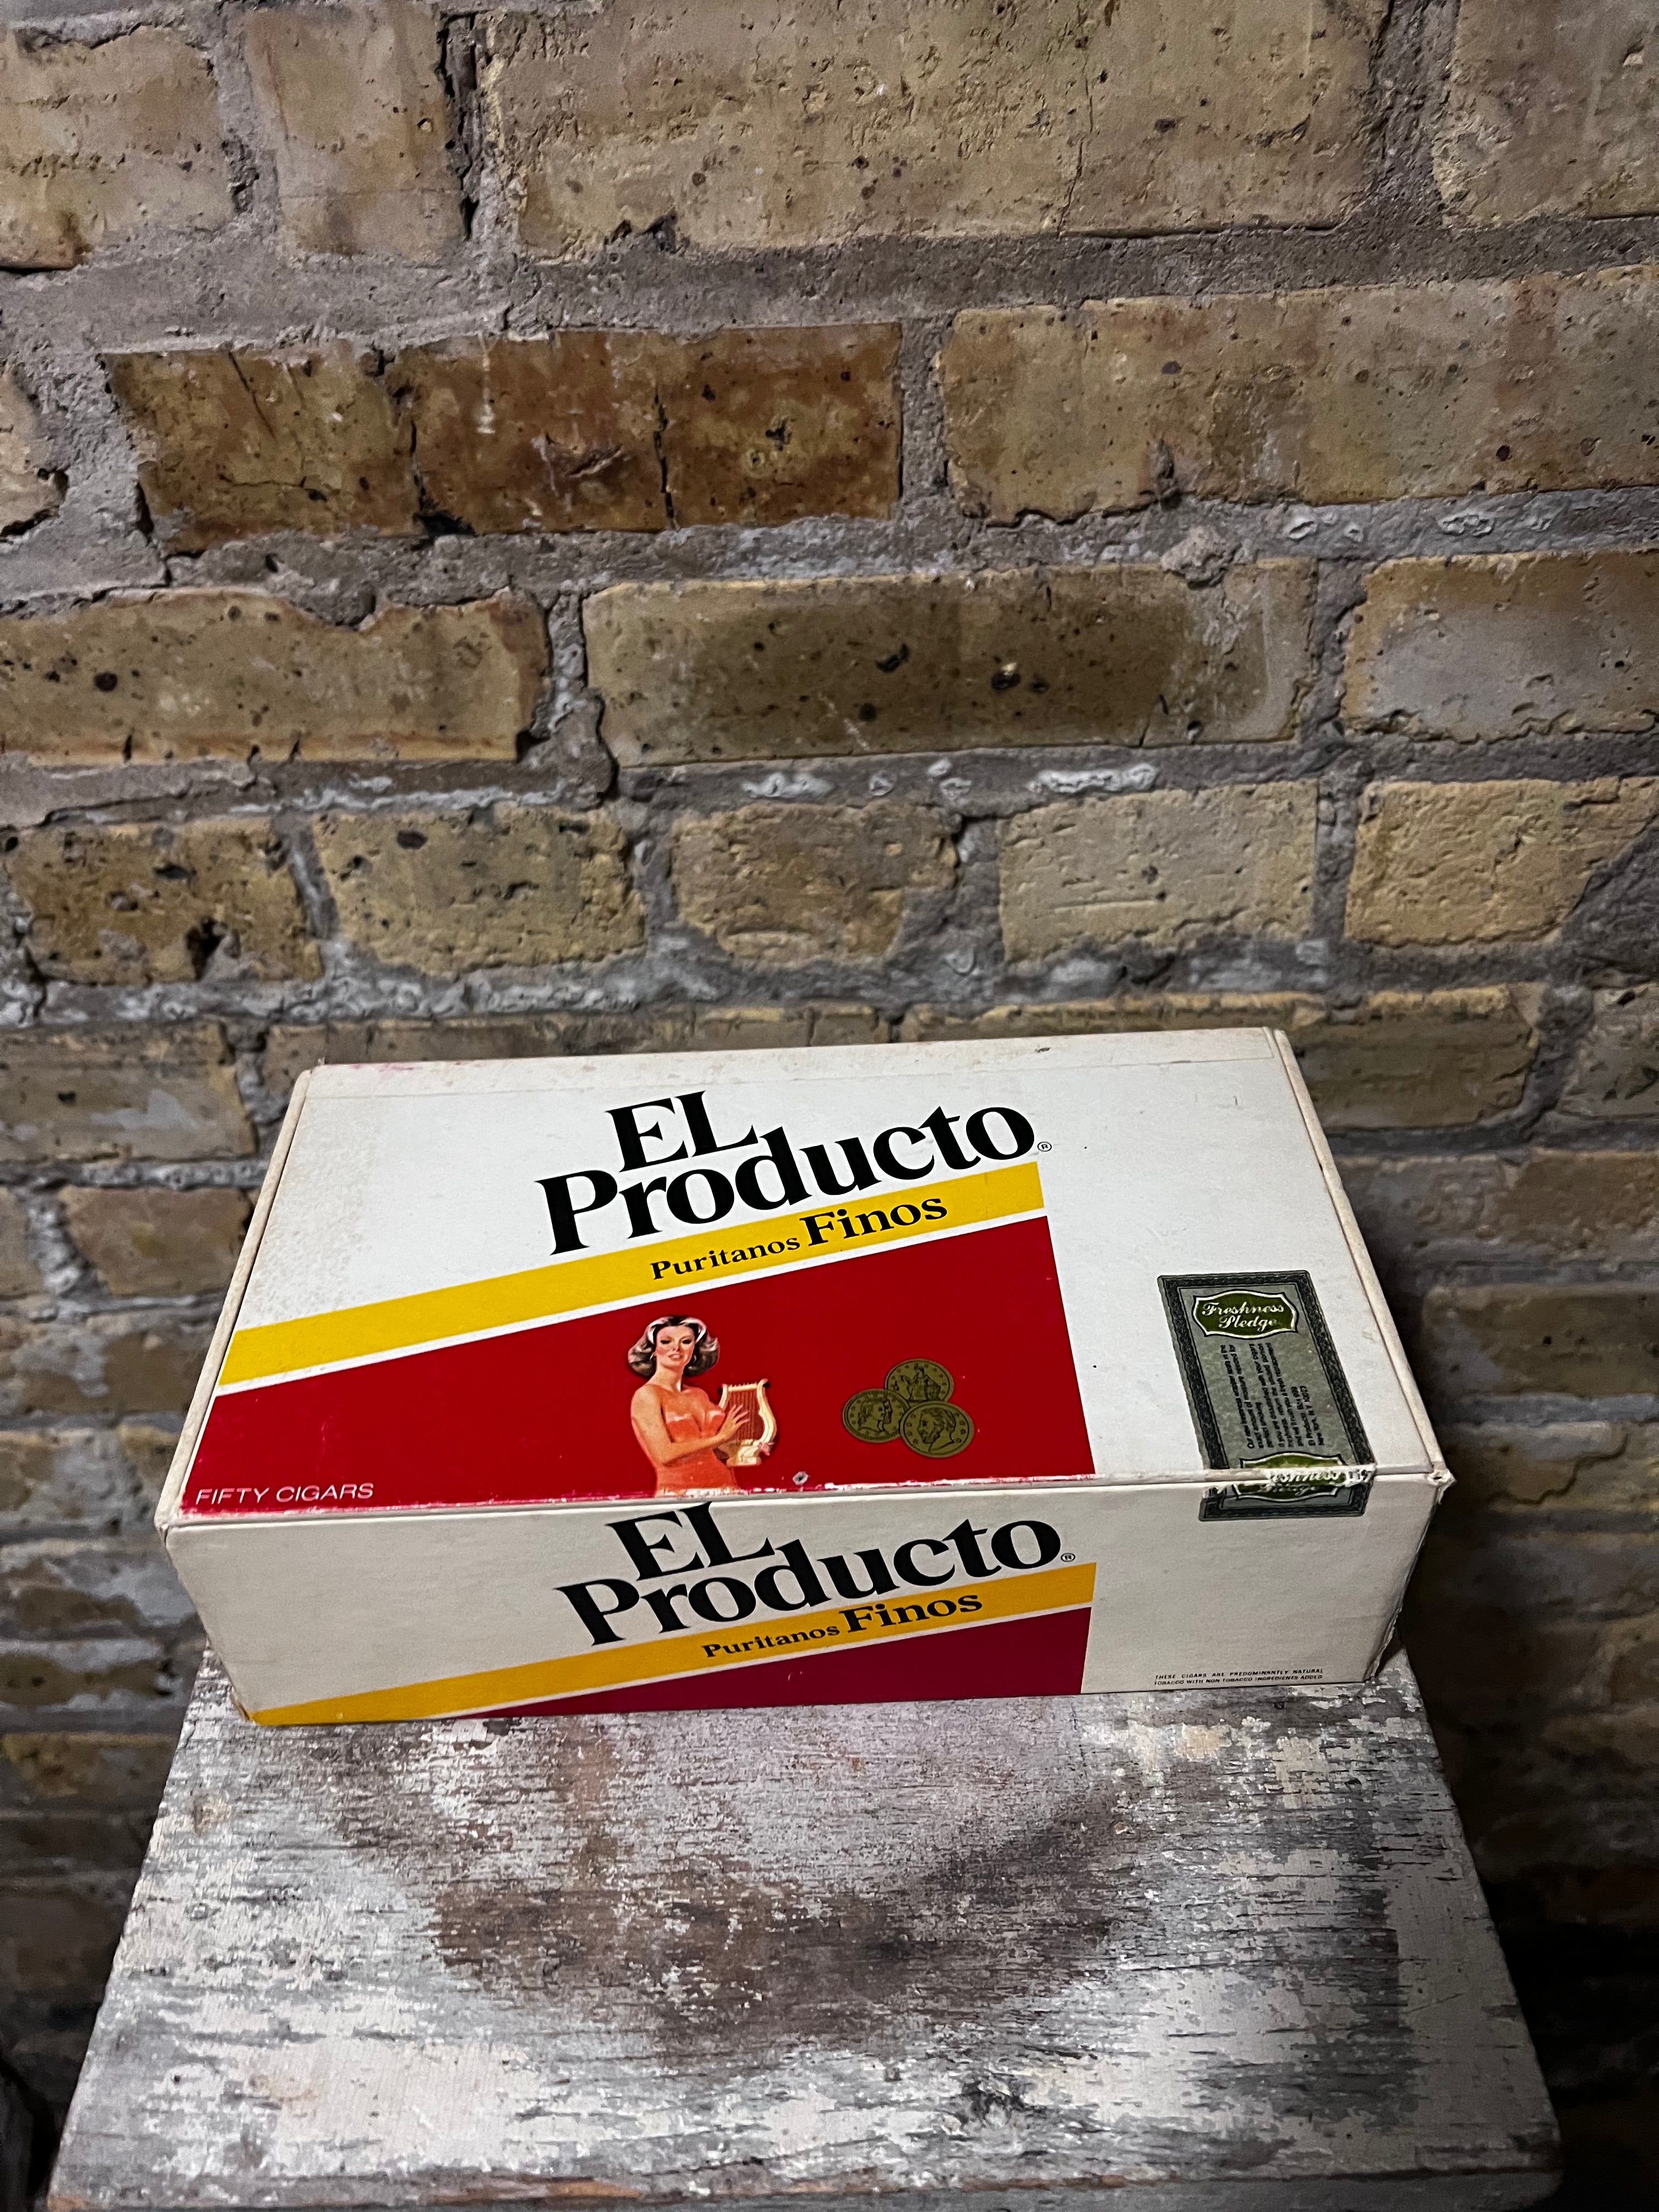 EL
Producto®
Puritanos Finos
FIFTY CIGARS
Freshness
Pledge
EL
Producto®
Puritanos Finos
THESE CIGARS ARE PREDOMINANTLY NATURAL
TOBACCO WITH NON TOBACCO INGREDIENTS ADDED